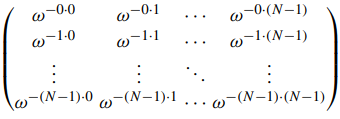 ω^{-0·0} ω^{-0·1} ⋯ ω^{-0·(N−1)}
ω^{-1·0} ω^{-1·1} ⋯ ω^{-1·(N−1)}
⋮ ⋮ ⋱ ⋮
ω^{-(N−1)·0} ω^{-(N−1)·1} ⋯ ω^{-(N−1)·(N−1)}